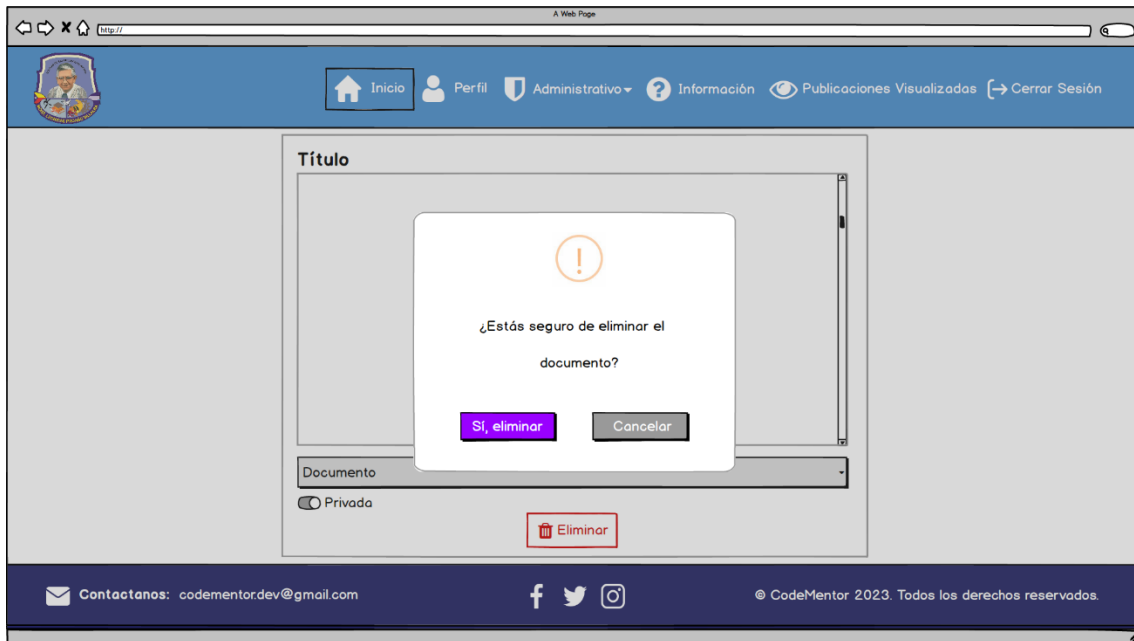 A Web Page
http://
Inicio Perfil Administrativo Información Publicaciones Visualizadas Cerrar Sesión
Título
¿Estás seguro de eliminar el
documento?
Sí, eliminar Cancelar
Documento
Privada
Eliminar
Contactanos: codementor.dev@gmail.com © CodeMentor 2023. Todos los derechos reservados.